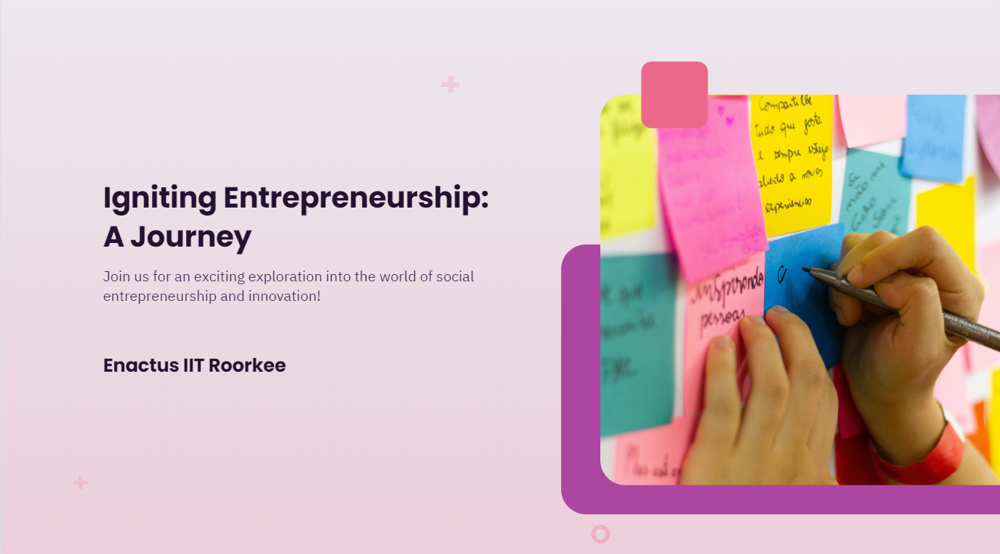 Igniting Entrepreneurship:
A Journey
Join us for an exciting exploration into the world of social
entrepreneurship and innovation!
Enactus IIT Roorkee
Compartilhe
tudo que gosta
e sempre esteja
aberto a novas
experiencias
inspirando
pessoas